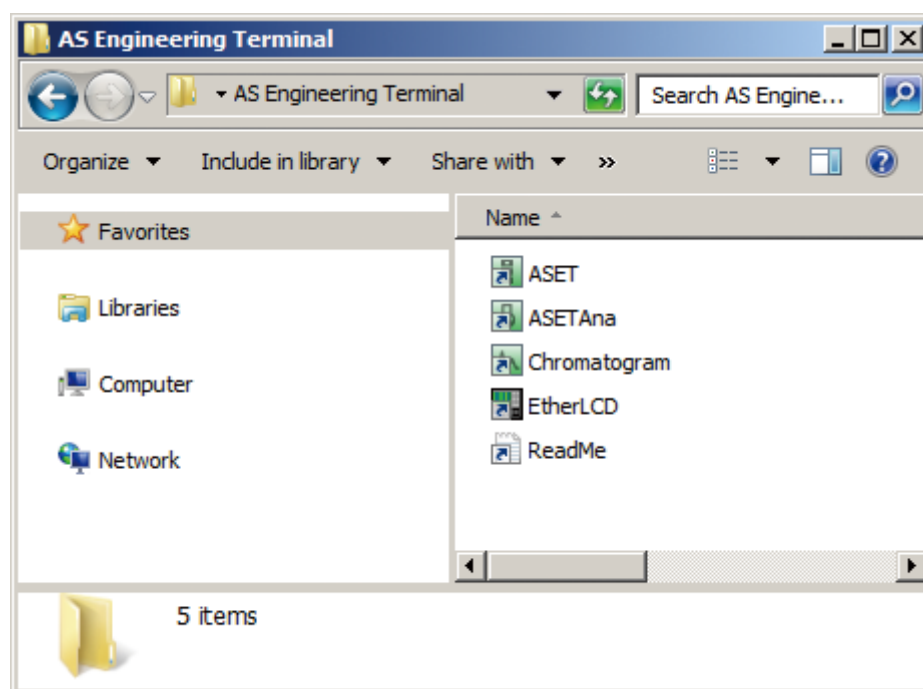 AS Engineering Terminal
AS Engineering Terminal Search AS Engine...
Organize Include in library Share with »
Favorites
Libraries
Computer
Network
Name
ASET
ASETAna
Chromatogram
EtherLCD
ReadMe
5 items